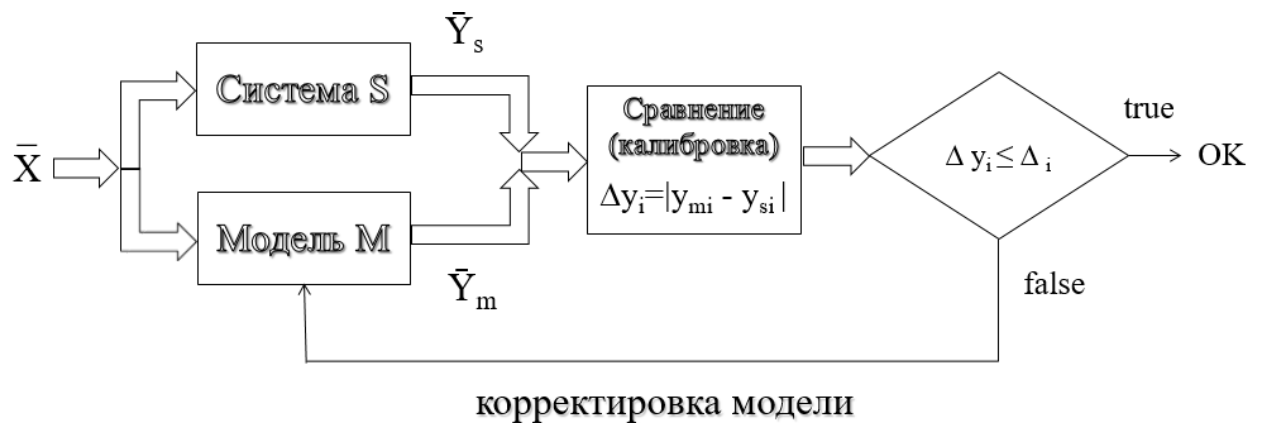 X̄
Система S
Модель M
Ȳs
Ȳm
Сравнение
(калибровка)
Δyi=|ymi - ysi|
Δ yi ≤ Δ i
true
OK
false
корректировка модели